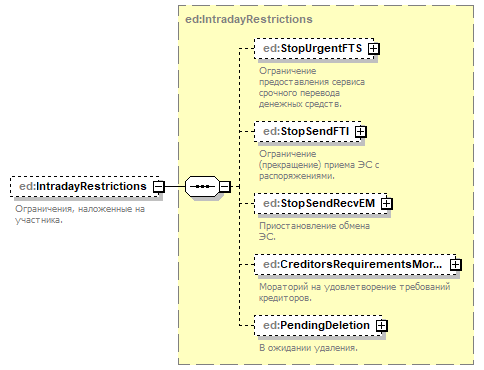 ed:IntradayRestrictions
ed:StopUrgentFTS
Ограничение
предоставления сервиса
срочного перевода
денежных средств.
ed:StopSendFTI
Ограничение
(прекращение) приема ЭС с
распоряжениями.
ed:IntradayRestrictions
Ограничения, наложенные на
участника.
ed:StopSendRecvEM
Приостановление обмена
ЭС.
ed:CreditorsRequirementsMor...
Мораторий на удовлетворение требований
кредиторов.
ed:PendingDeletion
В ожидании удаления.